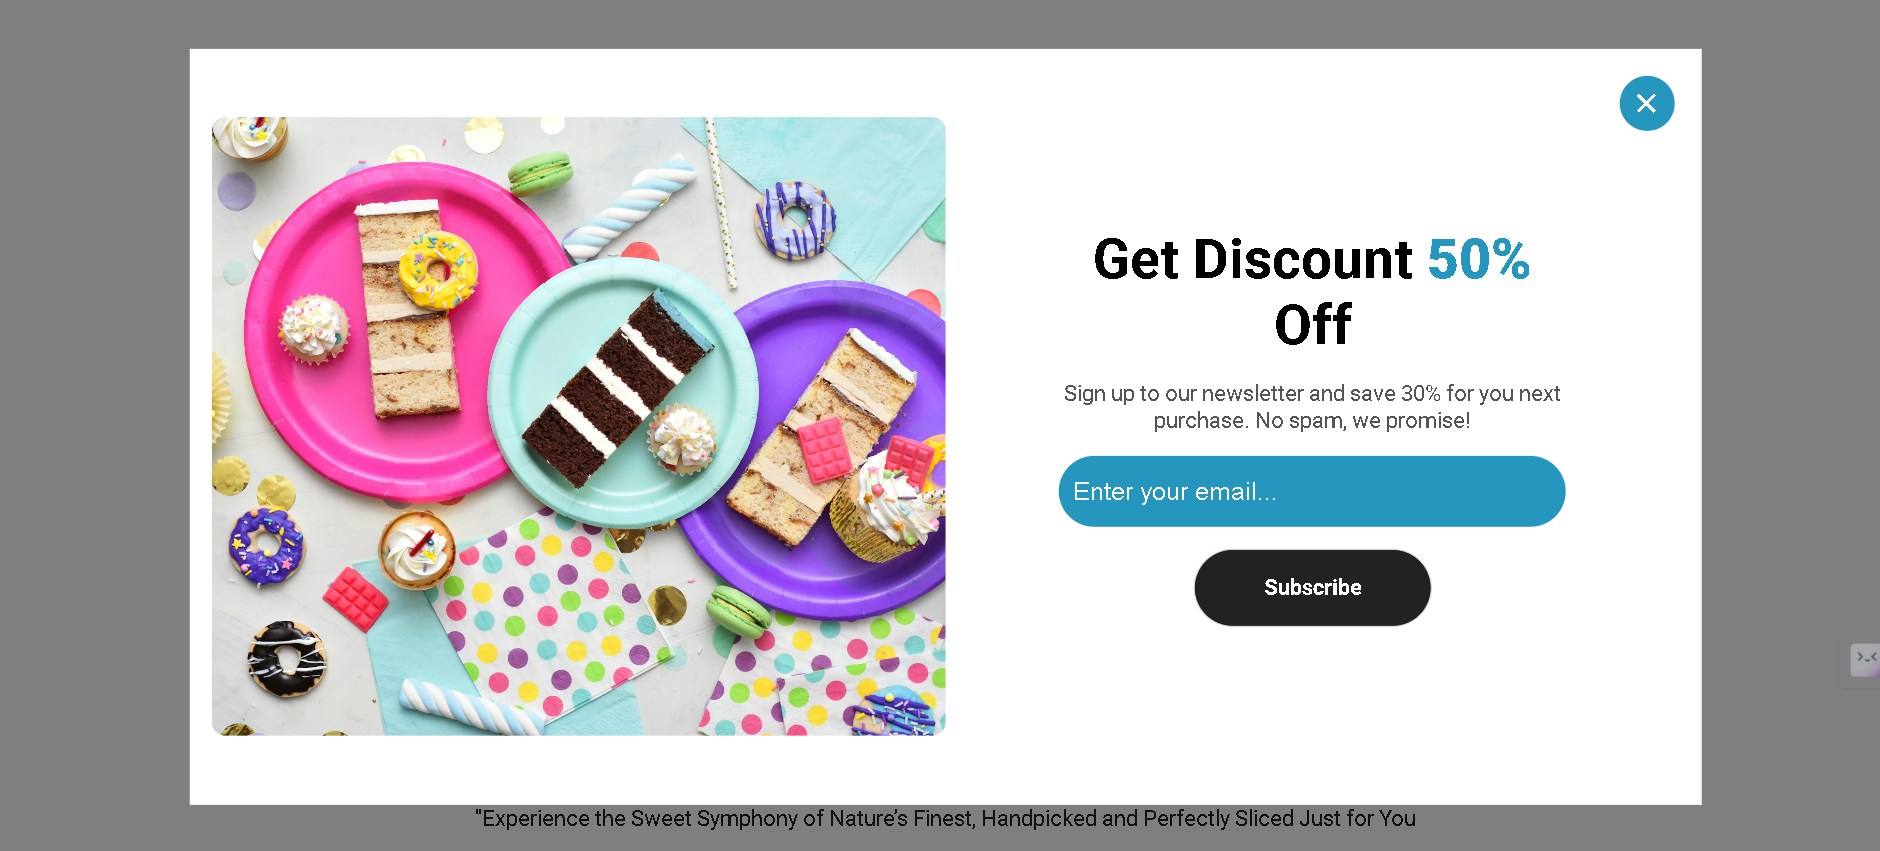 Get Discount 50%
Off
Sign up to our newsletter and save 30% for you next
purchase. No spam, we promise!
Enter your email...
Subscribe
"Experience the Sweet Symphony of Nature's Finest, Handpicked and Perfectly Sliced Just for You